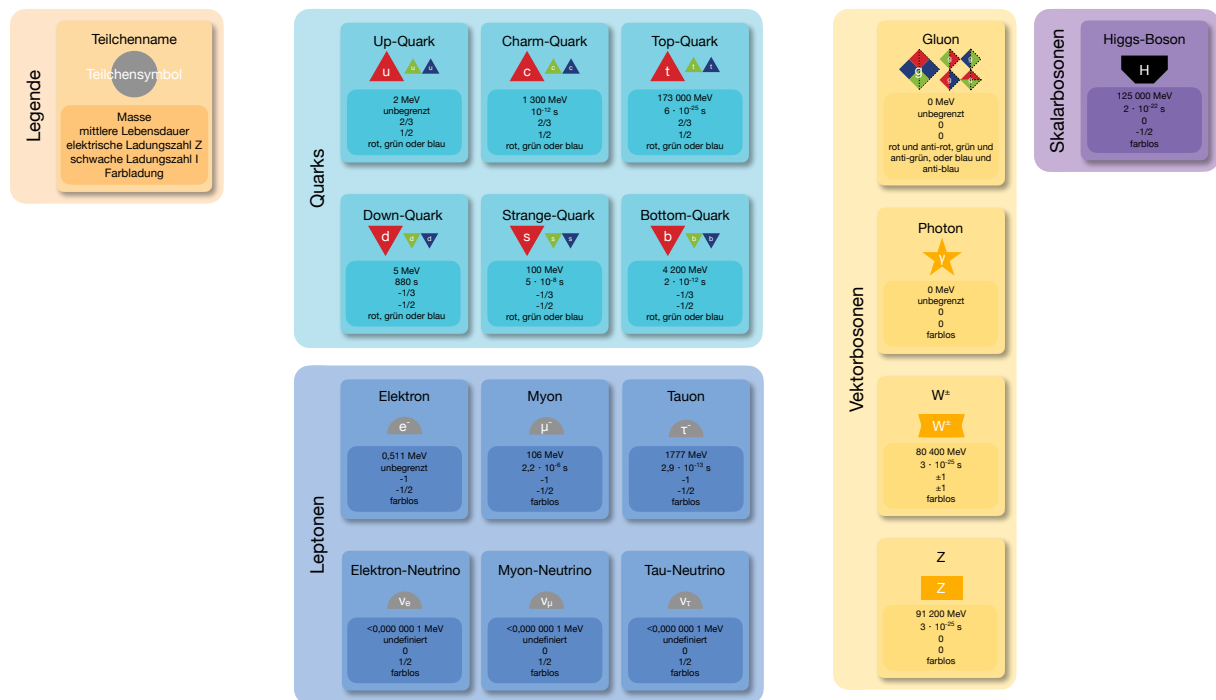 Legende
Teilchenname
Teilchensymbol
Masse
mittlere Lebensdauer
elektrische Ladungszahl Z
schwache Ladungszahl I
Farbladung
Quarks
Up-Quark
u u u
2 MeV
unbegrenzt
2/3
1/2
rot, grün oder blau
Charm-Quark
c c c
1 300 MeV
10⁻¹² s
2/3
1/2
rot, grün oder blau
Top-Quark
t t t
173 000 MeV
6 · 10⁻²⁵ s
2/3
1/2
rot, grün oder blau
Down-Quark
d d d
5 MeV
880 s
-1/3
-1/2
rot, grün oder blau
Strange-Quark
s s s
100 MeV
5 · 10⁻⁸ s
-1/3
-1/2
rot, grün oder blau
Bottom-Quark
b b b
4 200 MeV
2 · 10⁻¹² s
-1/3
-1/2
rot, grün oder blau
Leptonen
Elektron
e⁻
0,511 MeV
unbegrenzt
-1
-1/2
farblos
Myon
μ⁻
106 MeV
2,2 · 10⁻⁶ s
-1
-1/2
farblos
Tauon
τ⁻
1777 MeV
2,9 · 10⁻¹³ s
-1
-1/2
farblos
Elektron-Neutrino
νe
<0,000 000 1 MeV
undefiniert
0
1/2
farblos
Myon-Neutrino
νμ
<0,000 000 1 MeV
undefiniert
0
1/2
farblos
Tau-Neutrino
ντ
<0,000 000 1 MeV
undefiniert
0
1/2
farblos
Vektorbosonen
Gluon
g
0 MeV
unbegrenzt
0
0
rot und anti-rot, grün und
anti-grün, oder blau und
anti-blau
Photon
γ
0 MeV
unbegrenzt
0
0
farblos
W±
W±
80 400 MeV
3 · 10⁻²⁵ s
±1
±1
farblos
Z
Z
91 200 MeV
3 · 10⁻²⁵ s
0
0
farblos
Skalarbosonen
Higgs-Boson
H
125 000 MeV
2 · 10⁻²² s
0
-1/2
farblos